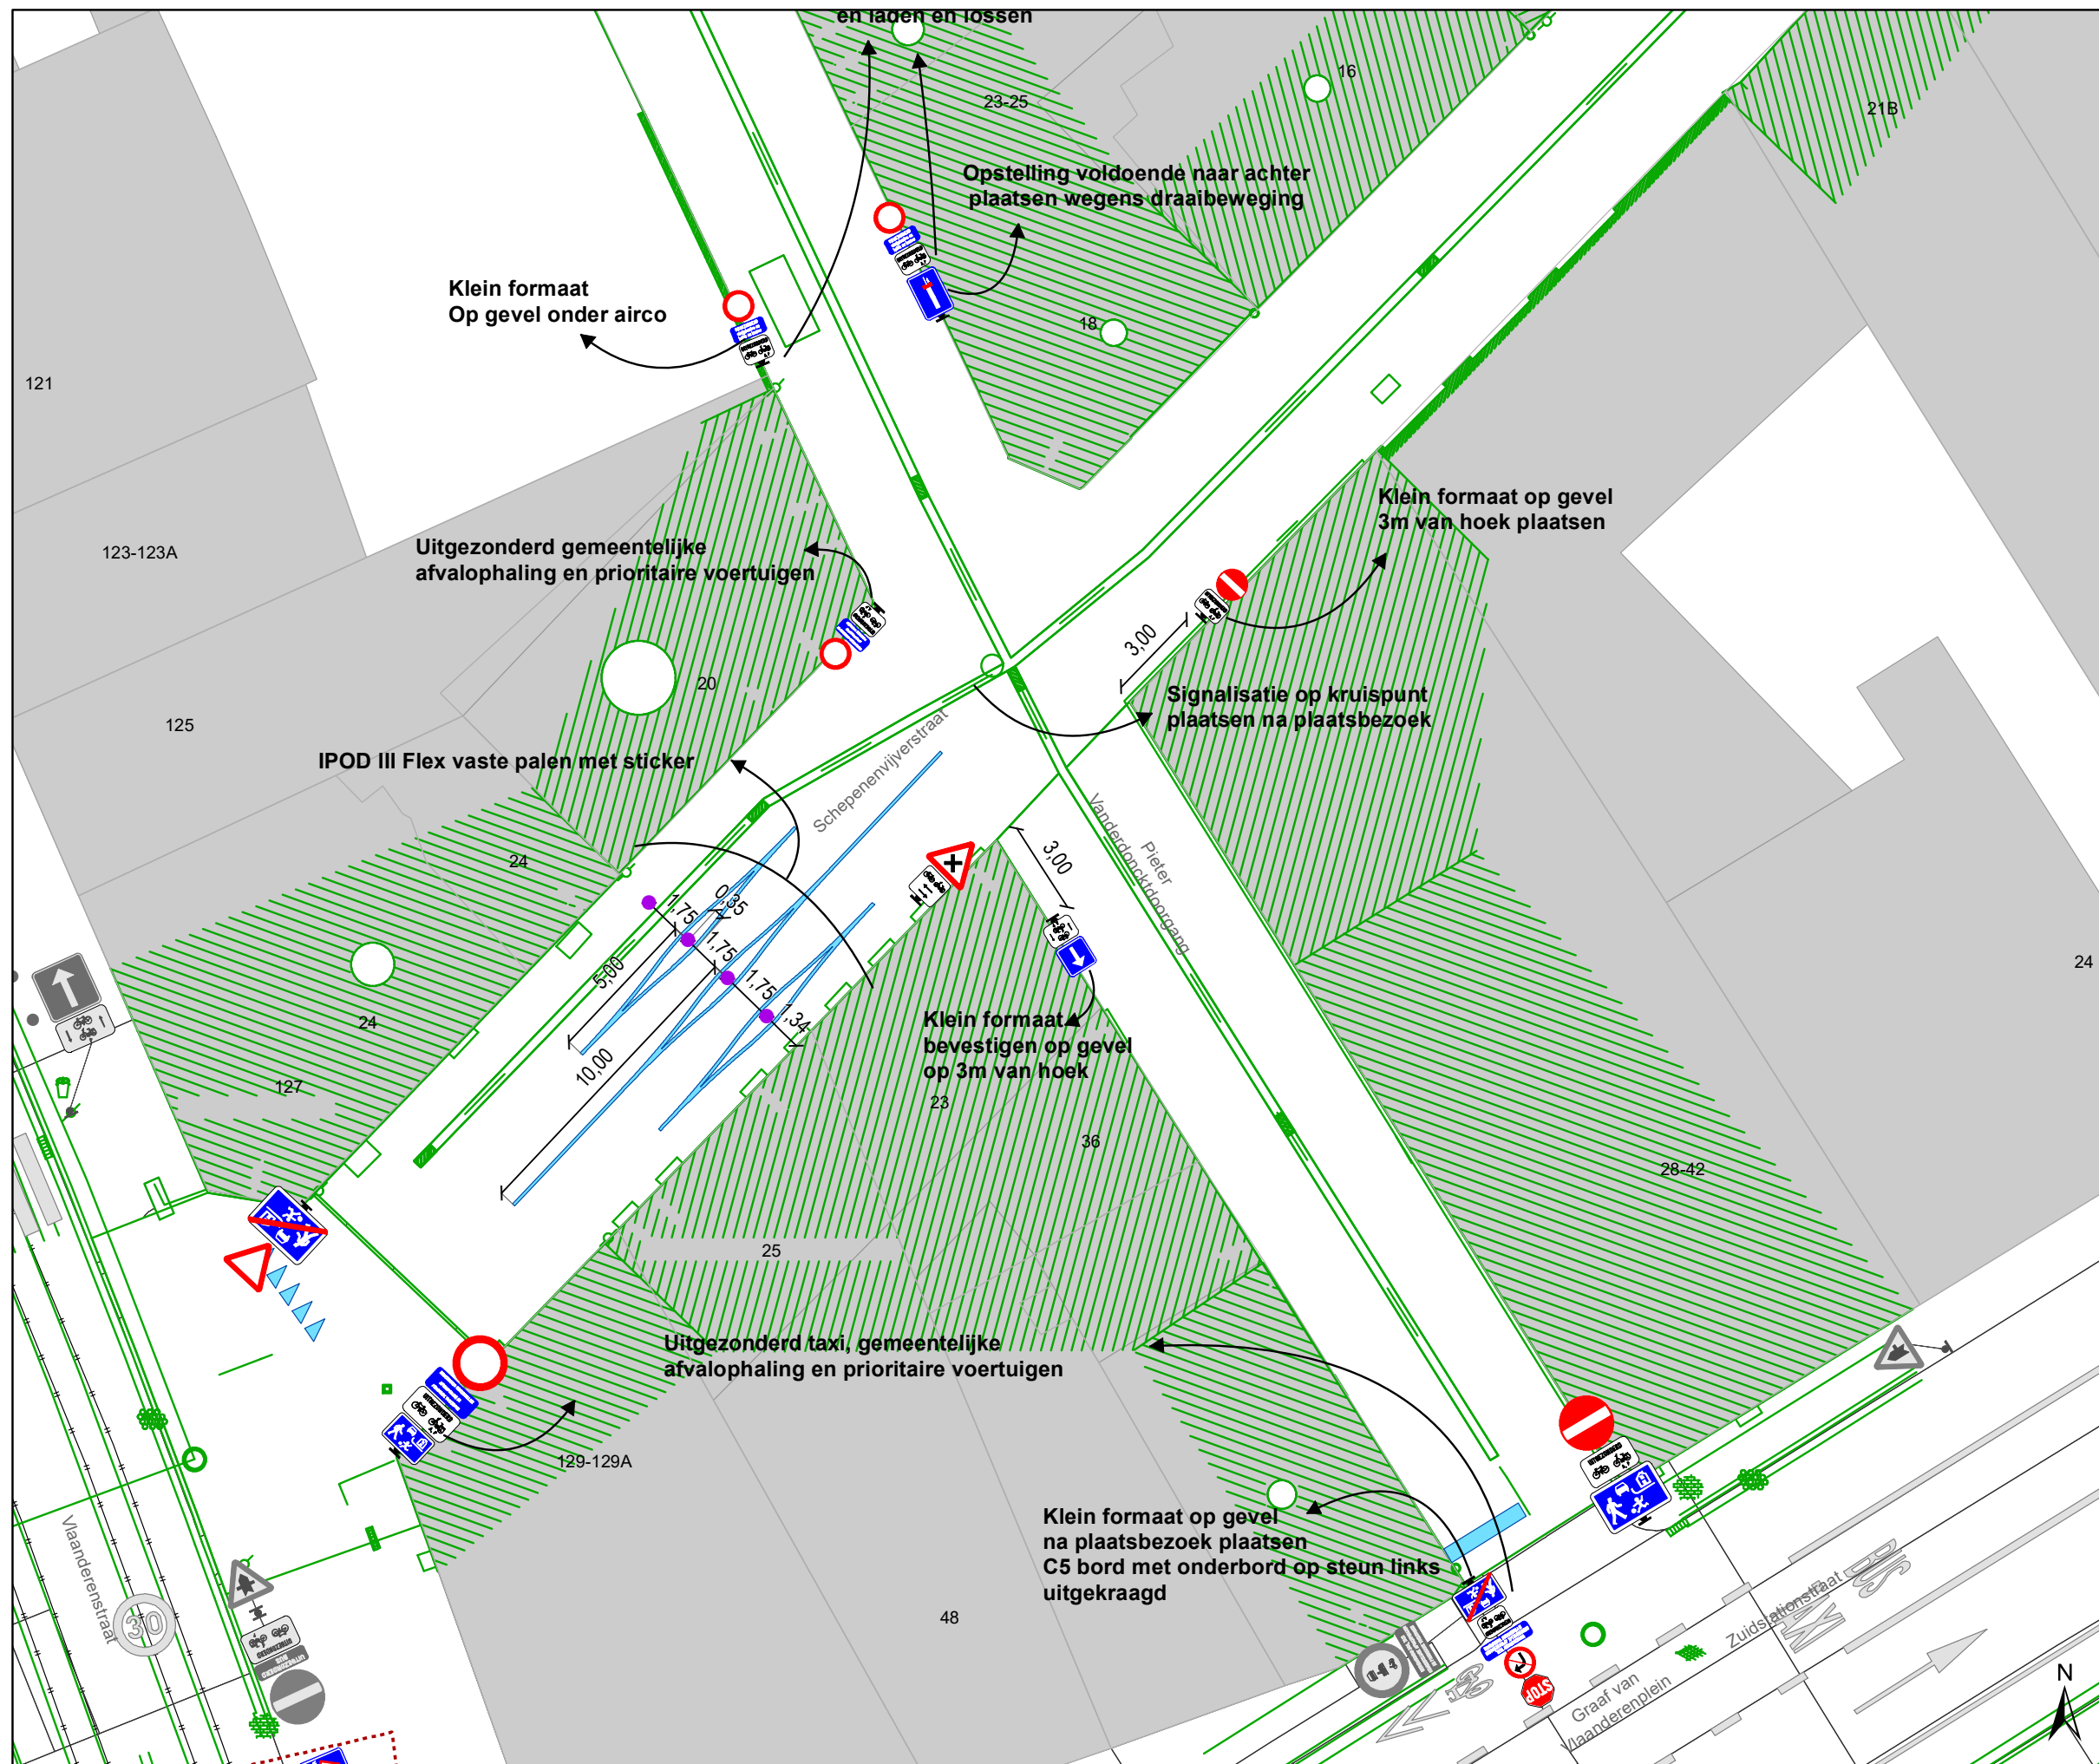 en laden en lossen
16
23-25
21B
Opstelling voldoende naar achter
plaatsen wegens draaibeweging
Klein formaat
Op gevel onder airco
18
121
Klein formaat op gevel
3m van hoek plaatsen
123-123A
Uitgezonderd gemeentelijke
afvalophaling en prioritaire voertuigen
3,00
20
Signalisatie op kruispunt
plaatsen na plaatsbezoek
125
IPOD III Flex vaste palen met sticker
Schepenenvijverstraat
24
3,00
Pieter
Vanderdoncktdoorgang
0,35
1,75
1,75
1,75
1,34
5,00
10,00
24
24
Klein formaat
bevestigen op gevel
op 3m van hoek
127
23
36
28-42
25
Uitgezonderd taxi, gemeentelijke
afvalophaling en prioritaire voertuigen
129-129A
Klein formaat op gevel
na plaatsbezoek plaatsen
C5 bord met onderbord op steun links
uitgekraagd
48
Vlaanderenstraat
30
UITGEZONDERD
UITGEZONDERD
BUS
STOP
BUS
Zuidstationstraat
Graaf van
Vlaanderenplein
N